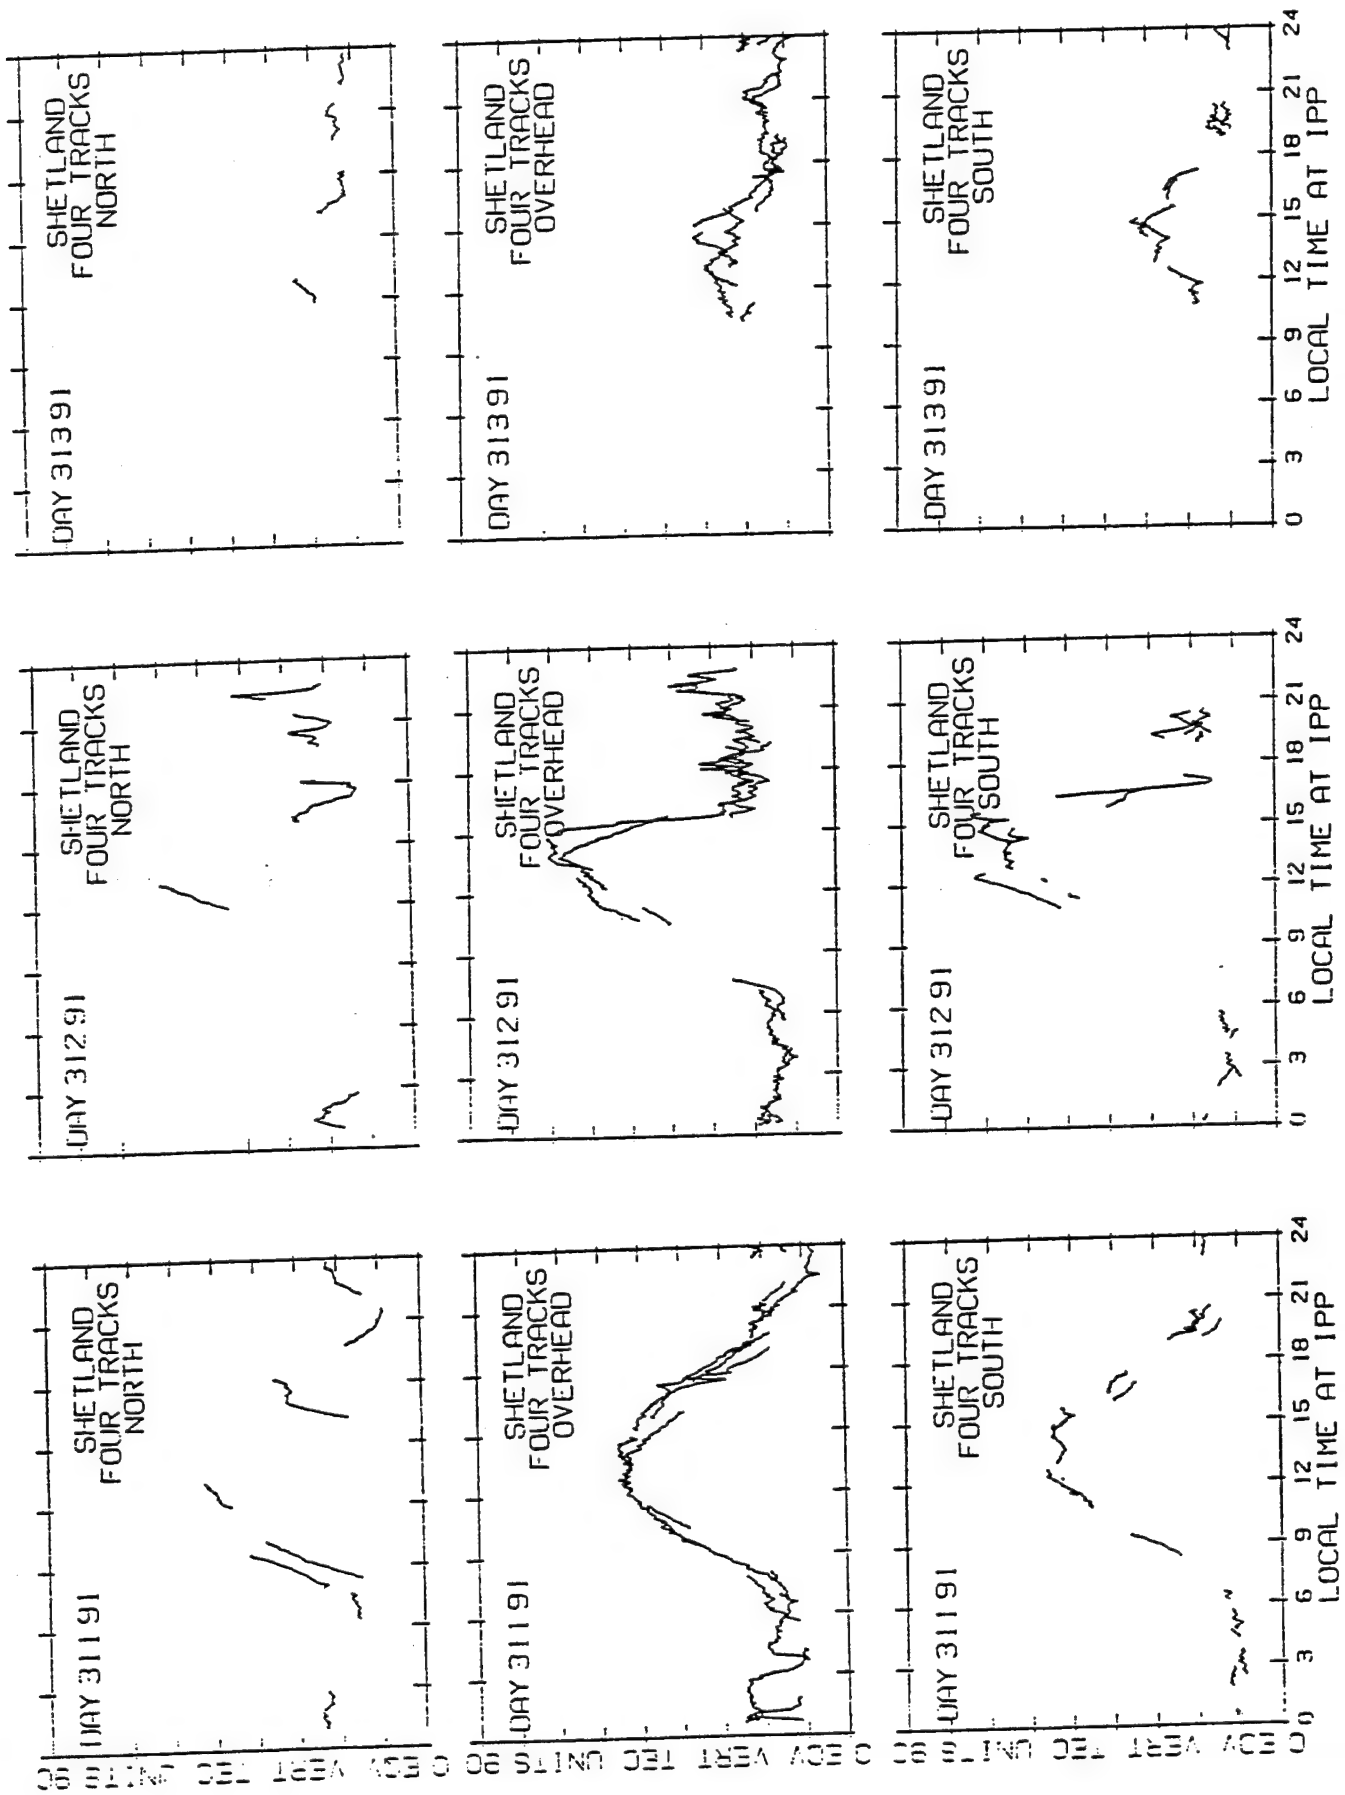 DAY 311 91
SHETLAND
FOUR TRACKS
NORTH
DAY 312 91
SHETLAND
FOUR TRACKS
NORTH
DAY 313 91
SHETLAND
FOUR TRACKS
NORTH
DAY 311 91
SHETLAND
FOUR TRACKS
OVERHEAD
DAY 312 91
SHETLAND
FOUR TRACKS
OVERHEAD
DAY 313 91
SHETLAND
FOUR TRACKS
OVERHEAD
DAY 311 91
SHETLAND
FOUR TRACKS
SOUTH
DAY 312 91
SHETLAND
FOUR TRACKS
SOUTH
DAY 313 91
SHETLAND
FOUR TRACKS
SOUTH
0 EQV VERT TEC UNITS 90
0 EQV VERT TEC UNITS 90
0 EQV VERT TEC UNITS 90
0 3 6 9 12 15 18 21 24
LOCAL TIME AT IPP
0 3 6 9 12 15 18 21 24
LOCAL TIME AT IPP
0 3 6 9 12 15 18 21 24
LOCAL TIME AT IPP